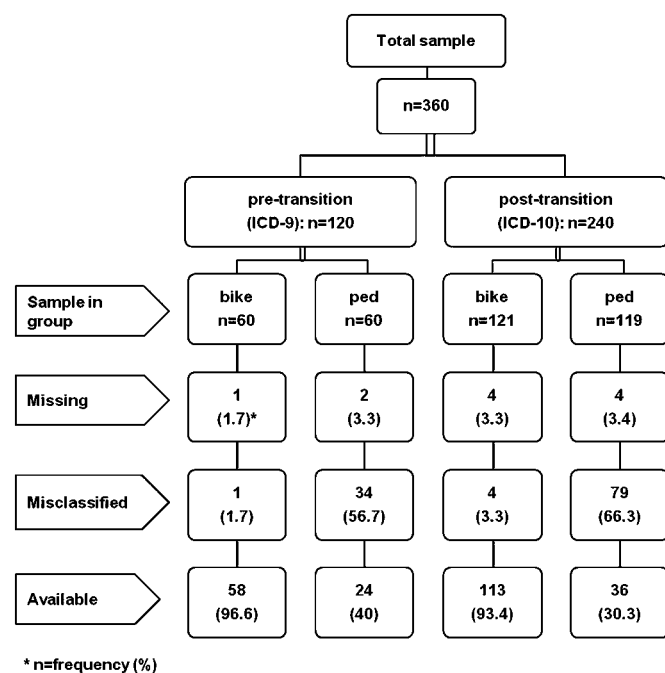 Total sample
n=360
pre-transition
(ICD-9): n=120
post-transition
(ICD-10): n=240
Sample in
group
bike
n=60
ped
n=60
bike
n=121
ped
n=119
Missing
1
(1.7)*
2
(3.3)
4
(3.3)
4
(3.4)
Misclassified
1
(1.7)
34
(56.7)
4
(3.3)
79
(66.3)
Available
58
(96.6)
24
(40)
113
(93.4)
36
(30.3)
* n=frequency (%)